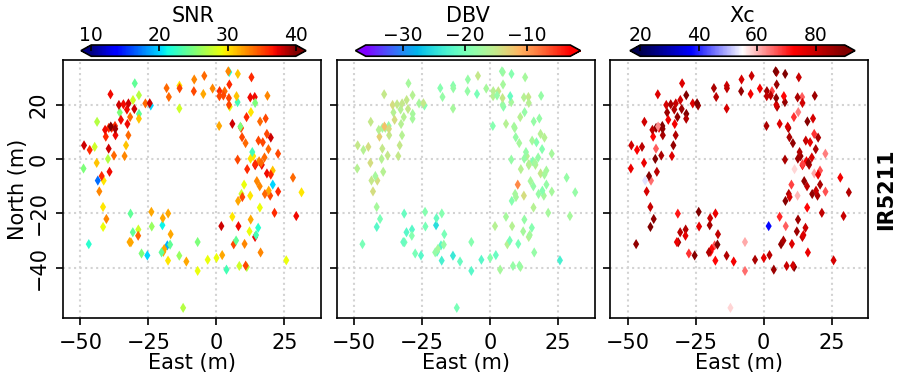 SNR DBV Xc
10 20 30 40 −30 −20 −10 20 40 60 80
North (m)
20
0
−20
−40
IR5211
−50 −25 0 25 −50 −25 0 25 −50 −25 0 25
East (m) East (m) East (m)